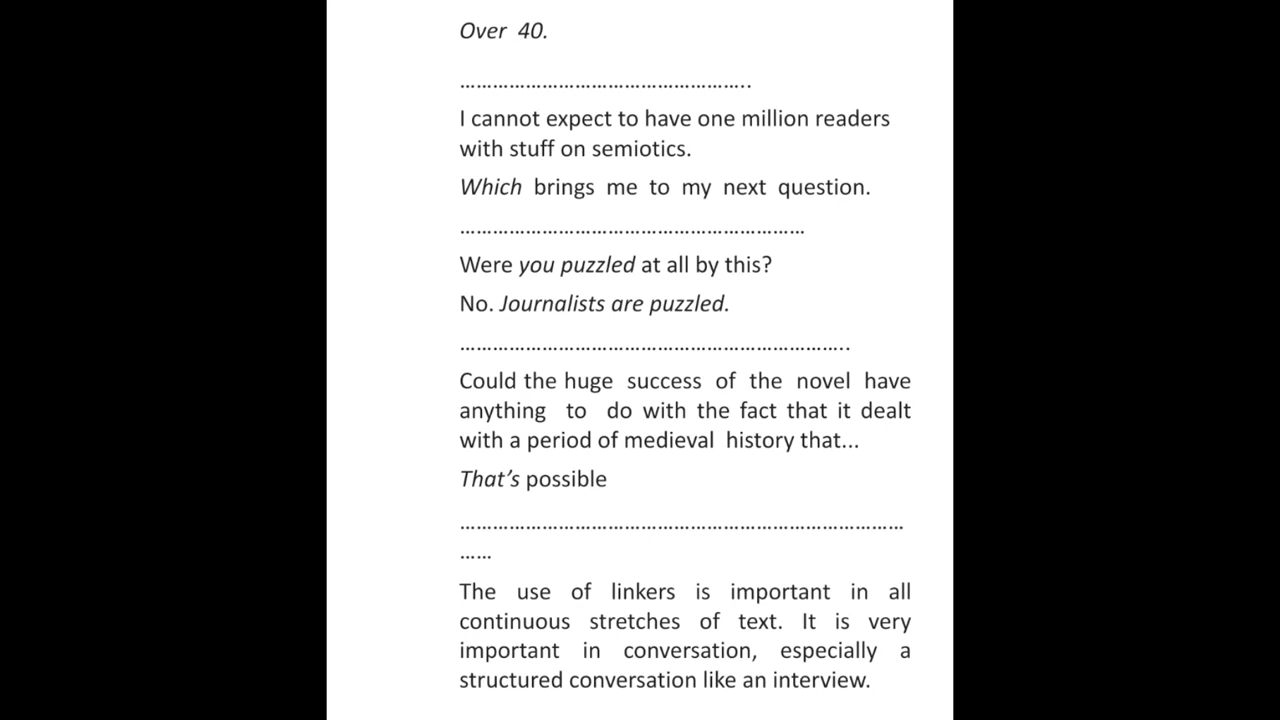 Over 40.
………………………………………………..
I cannot expect to have one million readers
with stuff on semiotics.
Which brings me to my next question.
…………………………………………………………
Were you puzzled at all by this?
No. Journalists are puzzled.
………………………………………………………………..
Could the huge success of the novel have
anything to do with the fact that it dealt
with a period of medieval history that...
That’s possible
…………………………………………………………………………
……
The use of linkers is important in all
continuous stretches of text. It is very
important in conversation, especially a
structured conversation like an interview.